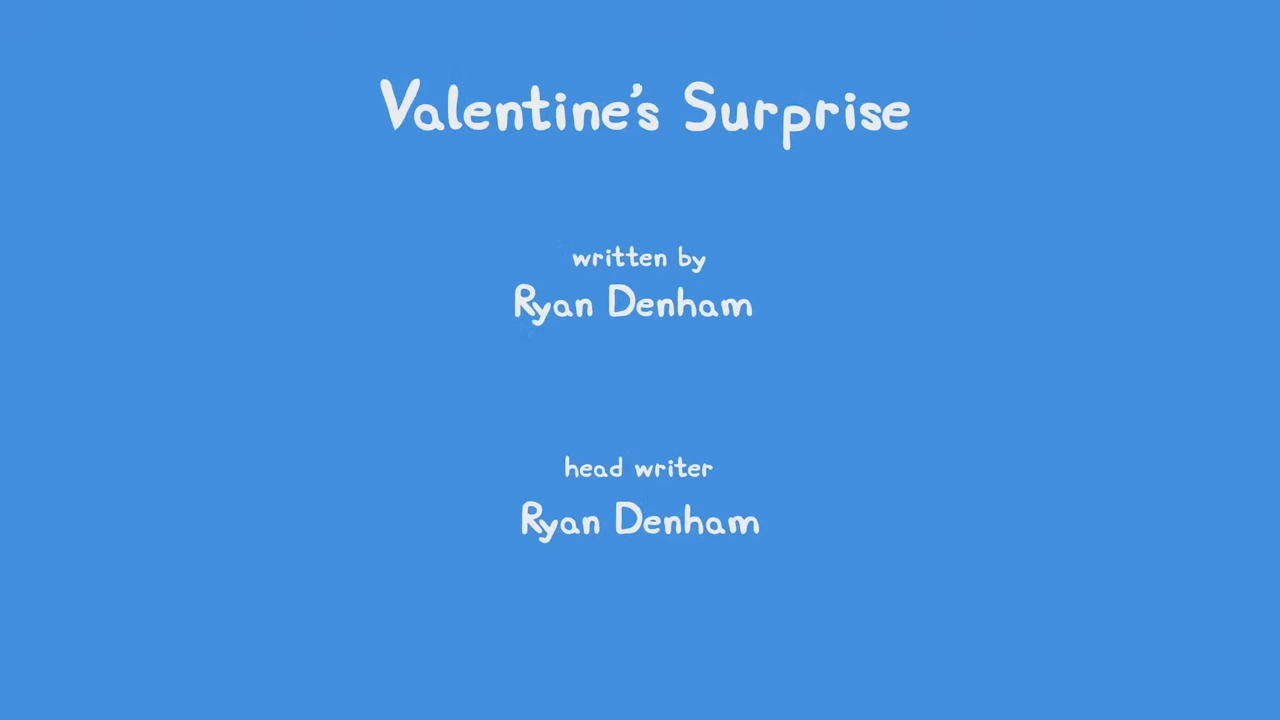 Valentine's Surprise
written by
Ryan Denham
head writer
Ryan Denham